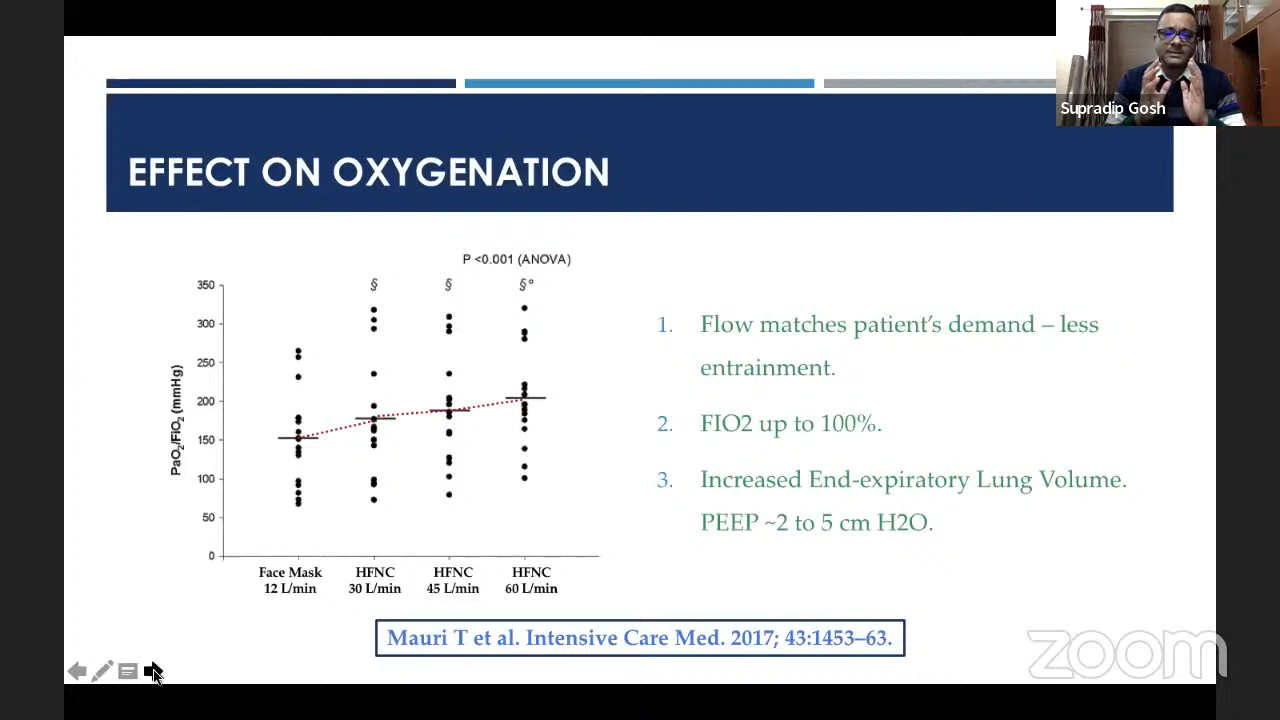 Supradip Gosh
EFFECT ON OXYGENATION
P <0.001 (ANOVA)
§ § §°
350
300
250
200
150
100
50
0
PaO2/FiO2 (mmHg)
Face Mask HFNC HFNC HFNC
12 L/min 30 L/min 45 L/min 60 L/min
1. Flow matches patient’s demand – less
entrainment.
2. FIO2 up to 100%.
3. Increased End-expiratory Lung Volume.
PEEP ~2 to 5 cm H2O.
Mauri T et al. Intensive Care Med. 2017; 43:1453–63.
zoom